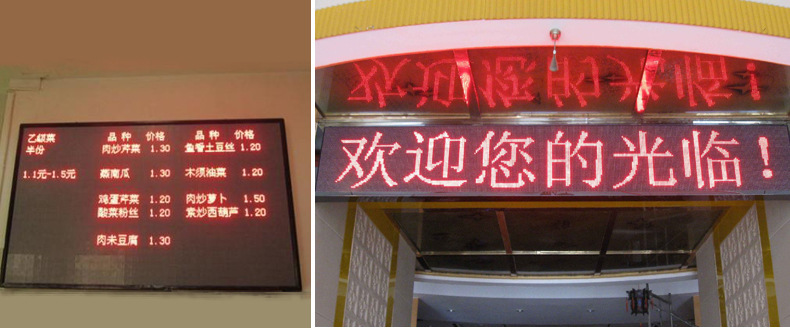 乙级菜 品种 价格 品种 价格
半份 肉炒芹菜 1.30 鱼香土豆丝 1.20
1.1元-1.5元 蒸南瓜 1.30 木须油菜 1.20
鸡蛋芹菜 1.20 肉炒萝卜 1.50
酸菜粉丝 1.20 素炒西葫芦 1.20
肉末豆腐 1.30
欢迎您的光临！